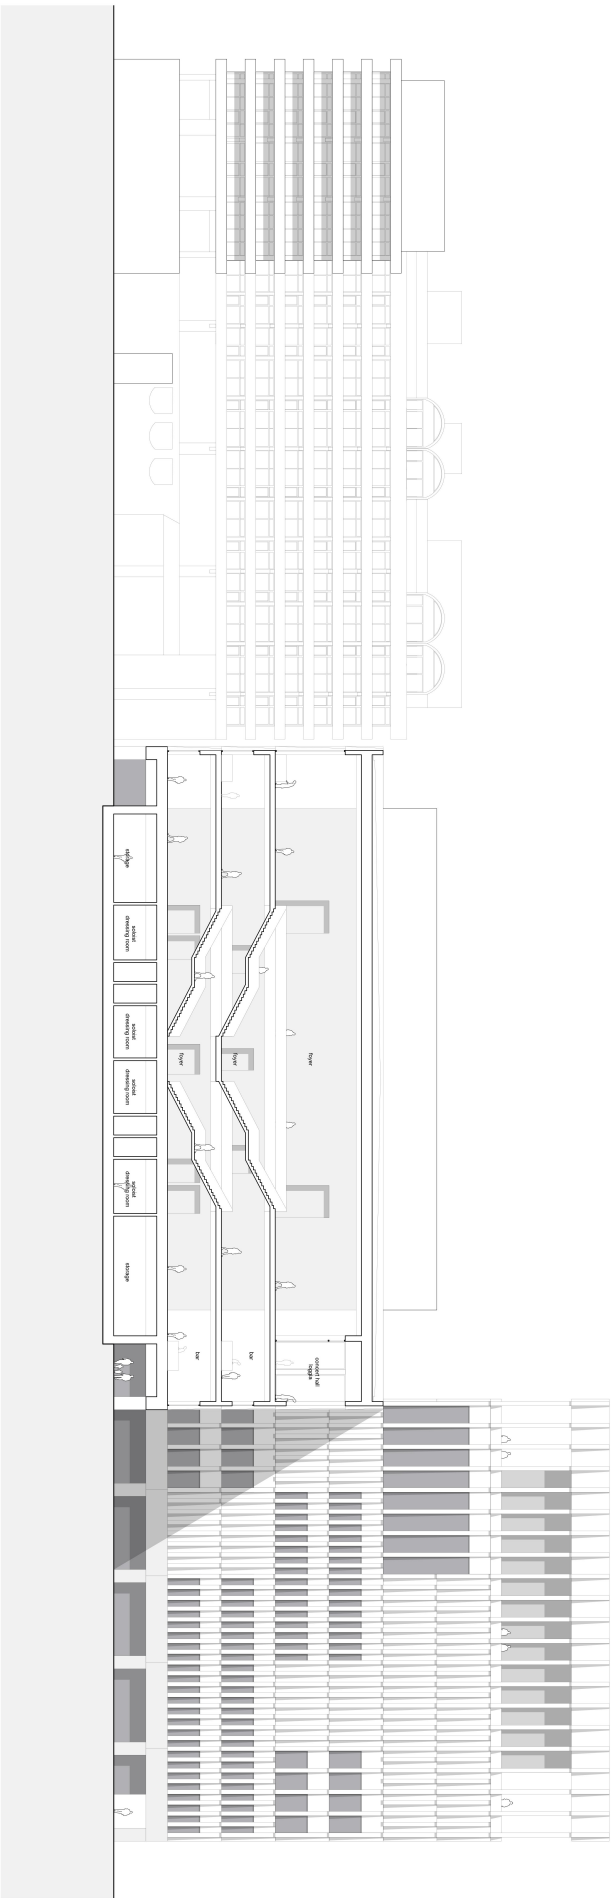 storage
soloist
dressing room
soloist
dressing room
soloist
dressing room
soloist
dressing room
storage
foyer
foyer
foyer
bar
bar
concert hall
loggia